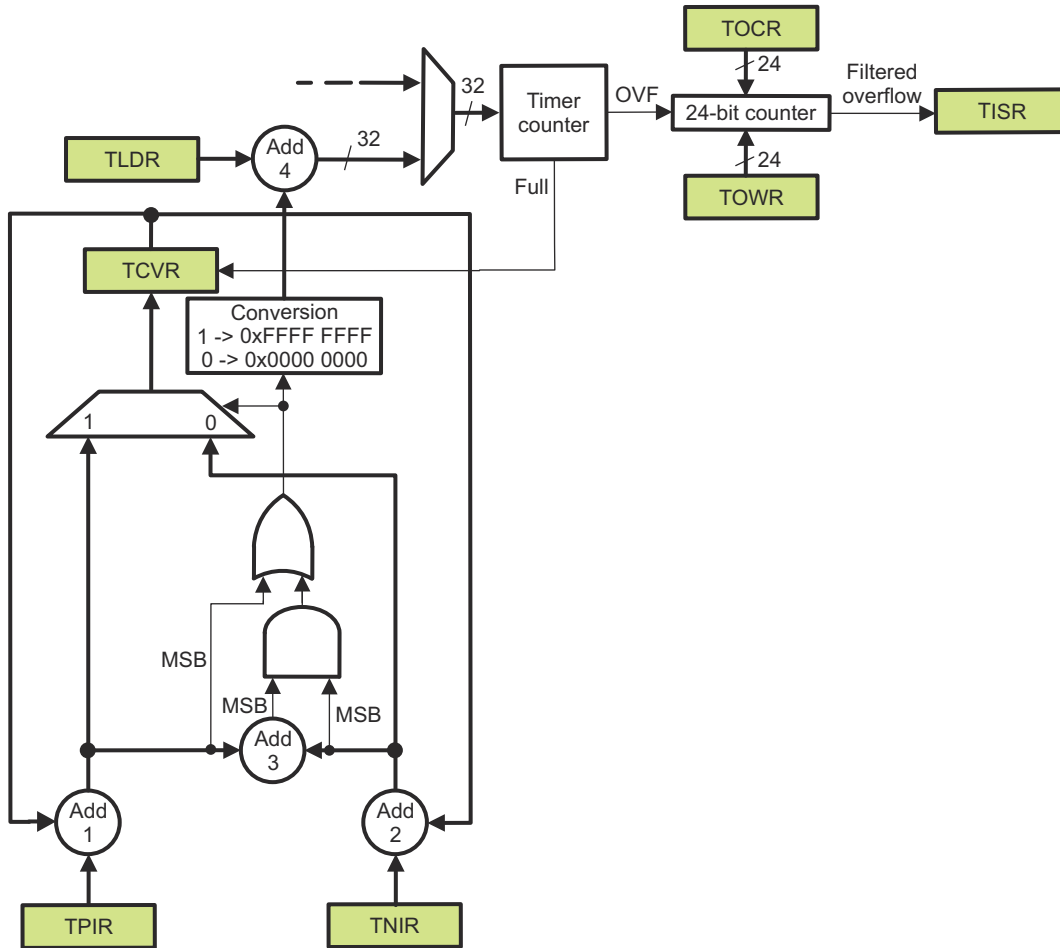 TOCR
24
32
Timer
counter
OVF
24-bit counter
Filtered
overflow
TISR
TLDR
Add
4
32
24
Full
TOWR
TCVR
Conversion
1 -> 0xFFFF FFFF
0 -> 0x0000 0000
1
0
MSB
MSB
MSB
Add
3
Add
1
Add
2
TPIR
TNIR